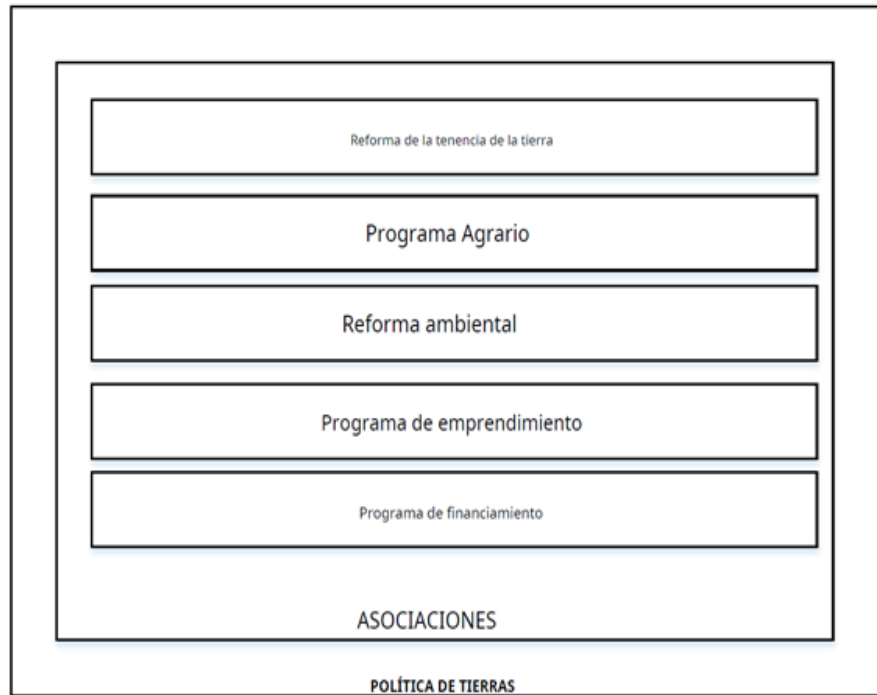 Reforma de la tenencia de la tierra
Programa Agrario
Reforma ambiental
Programa de emprendimiento
Programa de financiamiento
ASOCIACIONES
POLÍTICA DE TIERRAS